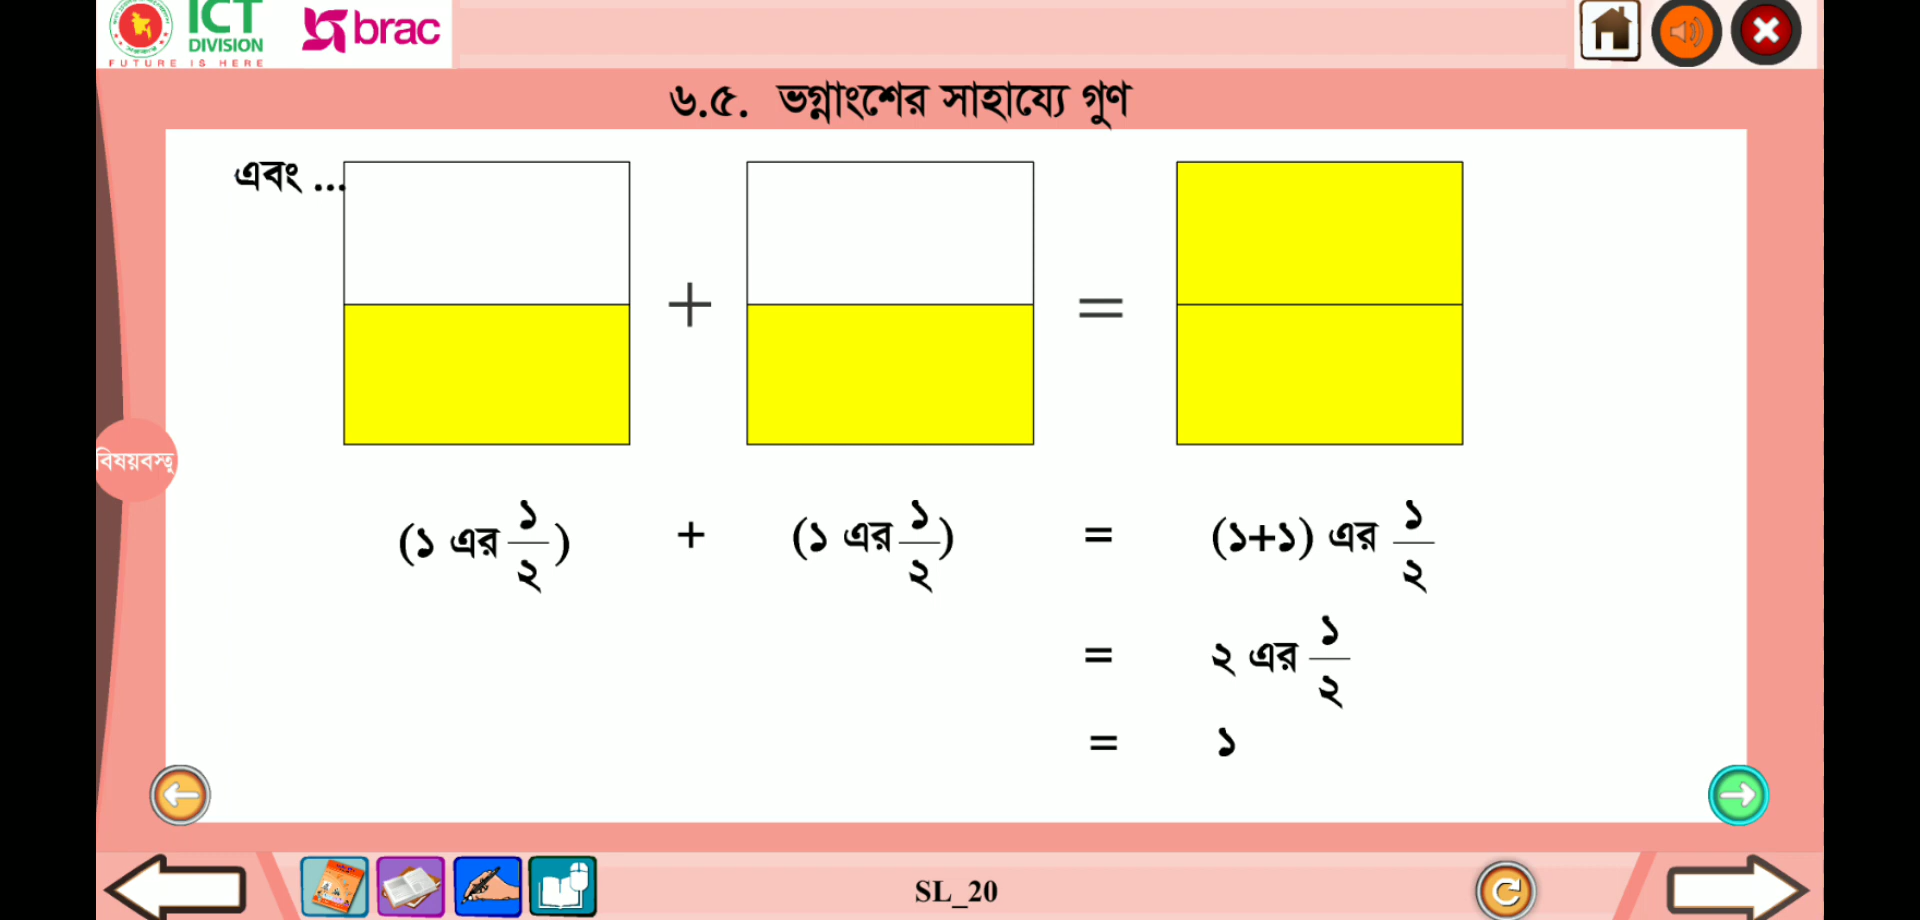 ICT
DIVISION
FUTURE IS HERE
brac
৬.৫. ভগ্নাংশের সাহায্যে গুণ
এবং ...
+ =
বিষয়বস্তু
(১ এর ১/২) + (১ এর ১/২) = (১+১) এর ১/২
= ২ এর ১/২
= ১
SL_20